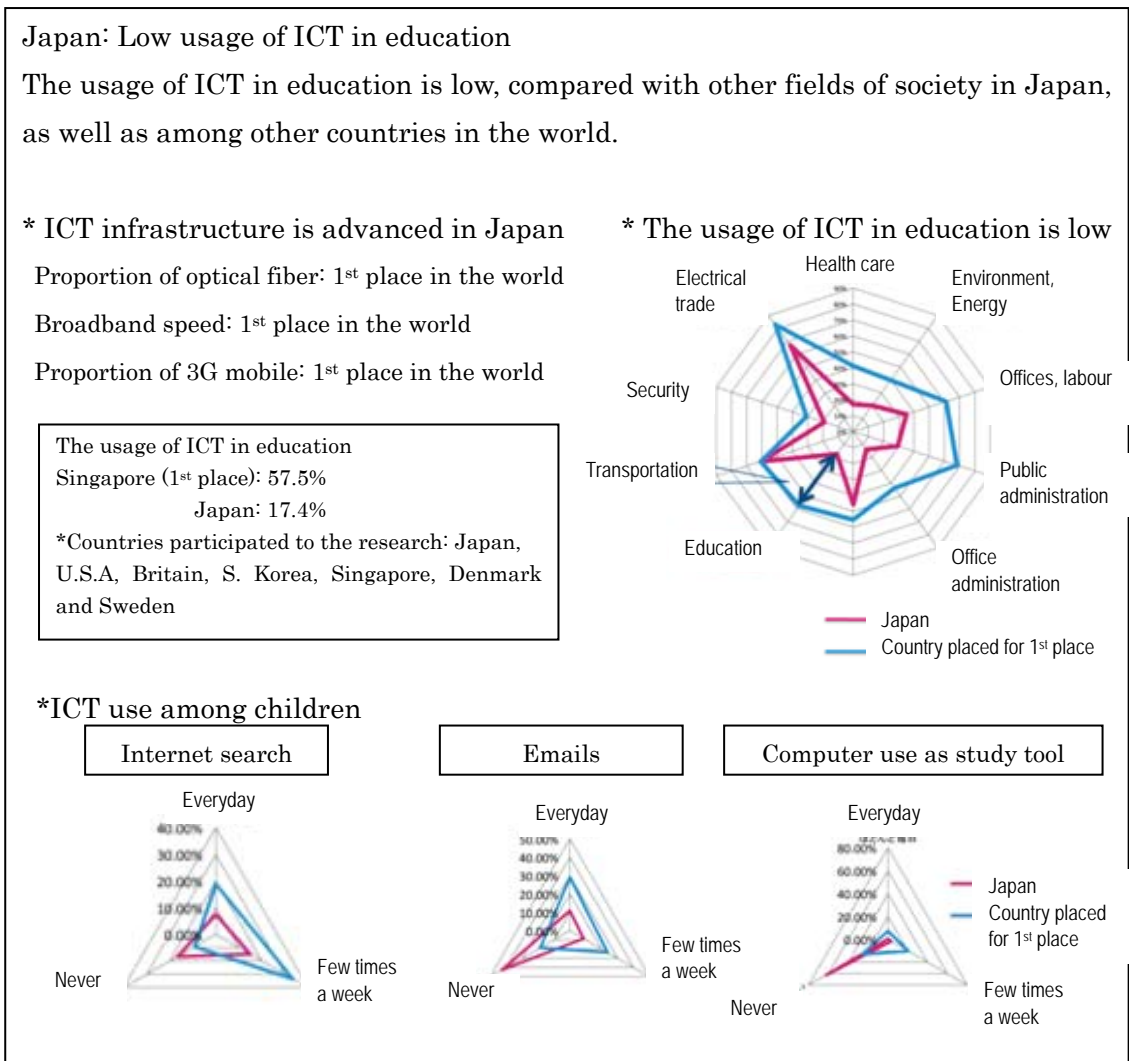 Japan: Low usage of ICT in education
The usage of ICT in education is low, compared with other fields of society in Japan,
as well as among other countries in the world.
* ICT infrastructure is advanced in Japan
Proportion of optical fiber: 1st place in the world
Broadband speed: 1st place in the world
Proportion of 3G mobile: 1st place in the world
The usage of ICT in education
Singapore (1st place): 57.5%
Japan: 17.4%
*Countries participated to the research: Japan,
U.S.A, Britain, S. Korea, Singapore, Denmark
and Sweden
* The usage of ICT in education is low
Health care
Environment,
Energy
Offices, labour
Public
administration
Office
administration
Education
Transportation
Security
Electrical
trade
Japan
Country placed for 1st place
*ICT use among children
Internet search
Everyday
40.00%
30.00%
20.00%
10.00%
0.00%
Never
Few times
a week
Emails
Everyday
50.00%
40.00%
30.00%
20.00%
10.00%
0.00%
Never
Few times
a week
Computer use as study tool
Everyday
80.00%
60.00%
40.00%
20.00%
0.00%
Never
Few times
a week
Japan
Country placed
for 1st place